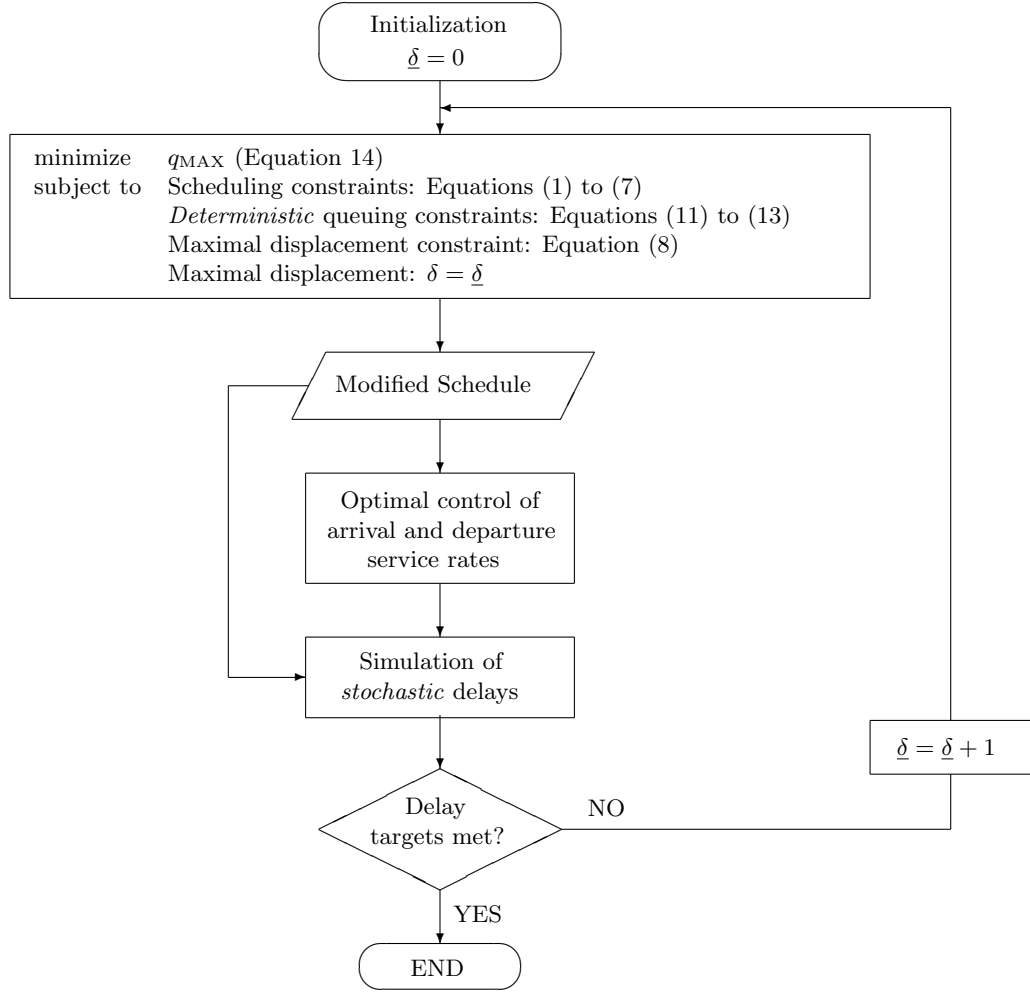 Initialization
δ̲ = 0
minimize q_MAX (Equation 14)
subject to Scheduling constraints: Equations (1) to (7)
Deterministic queuing constraints: Equations (11) to (13)
Maximal displacement constraint: Equation (8)
Maximal displacement: δ = δ̲
Modified Schedule
Optimal control of
arrival and departure
service rates
Simulation of
stochastic delays
δ̲ = δ̲ + 1
Delay
targets met?
NO
YES
END